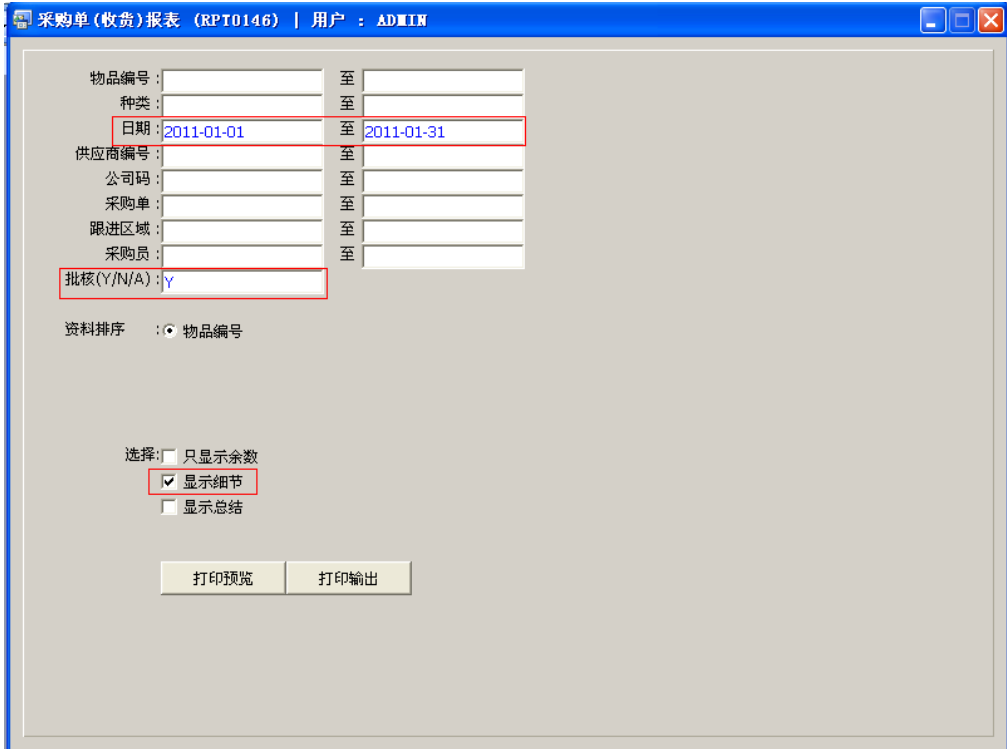 采购单(收货)报表 (RPT0146) | 用户 : ADMIN
物品编号 : 至
种类 : 至
日期 : 2011-01-01 至 2011-01-31
供应商编号 : 至
公司码 : 至
采购单 : 至
跟进区域 : 至
采购员 : 至
批核(Y/N/A) : Y
资料排序 : 物品编号
选择: 只显示余数
显示细节
显示总结
打印预览 打印输出